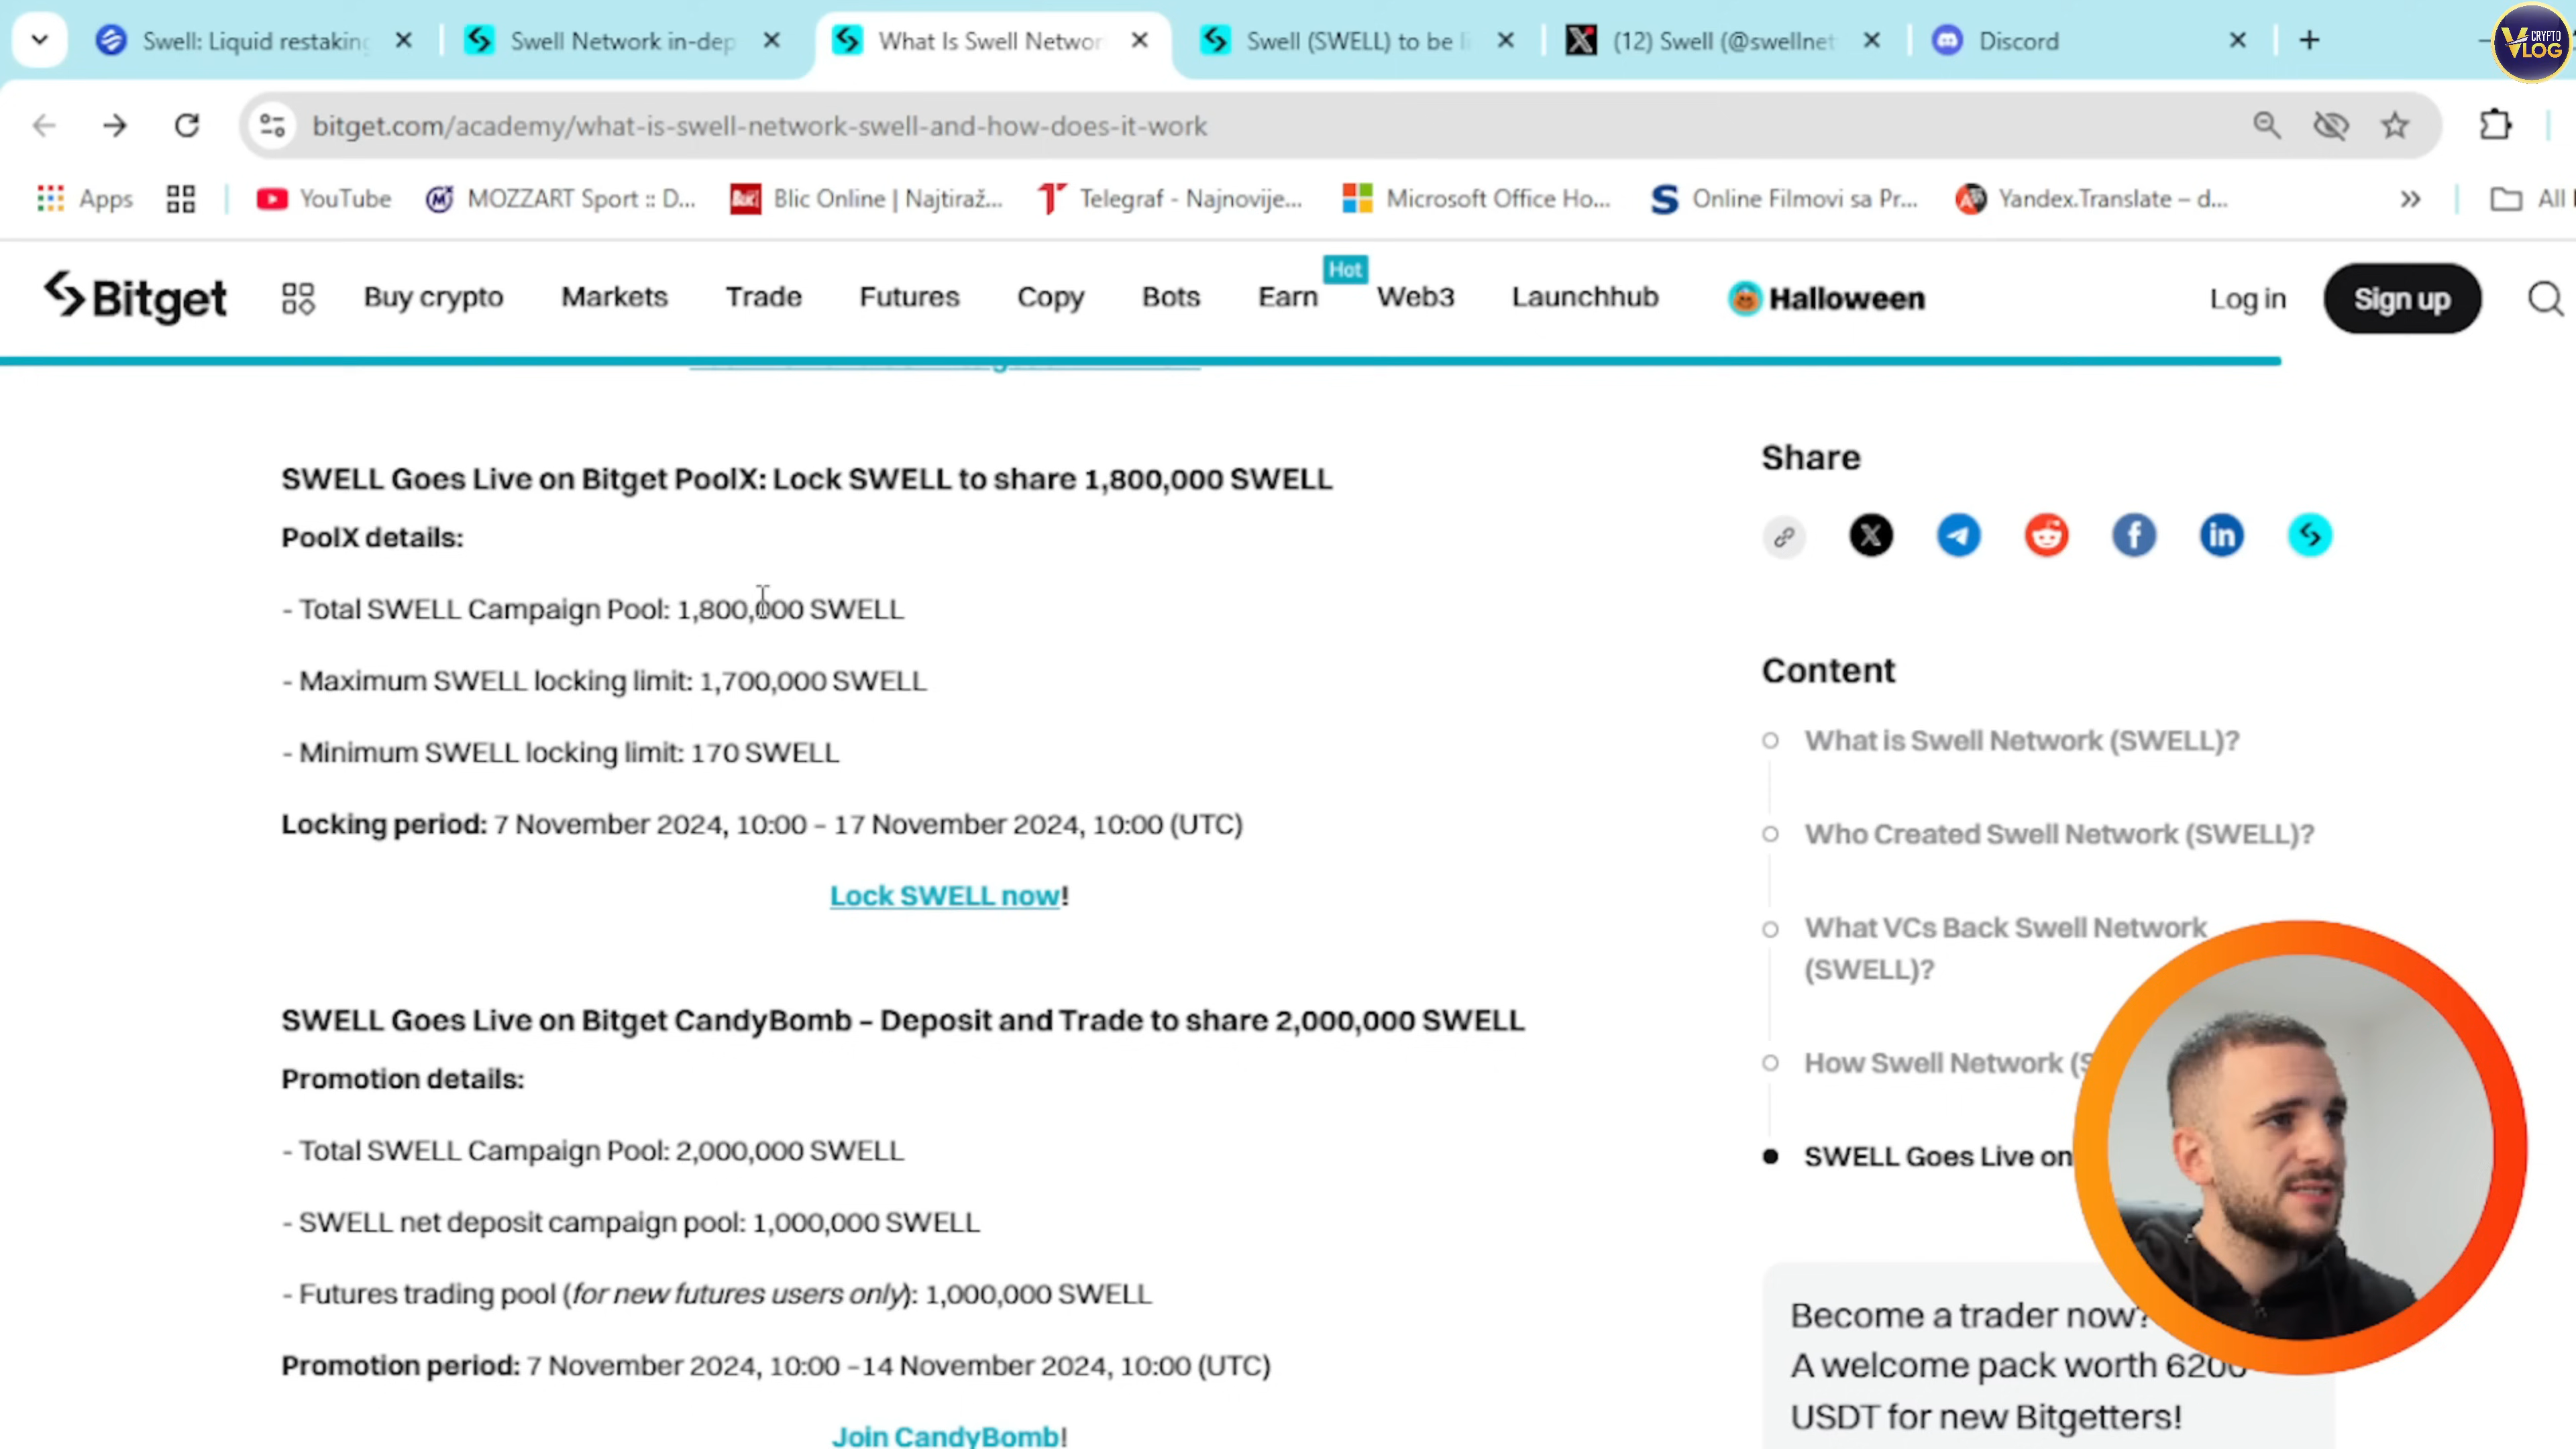 Swell: Liquid restaking
Swell Network in-dep
What Is Swell Networ
Swell (SWELL) to be li
(12) Swell (@swellnet
Discord
CRYPTO
VLOG
bitget.com/academy/what-is-swell-network-swell-and-how-does-it-work
Apps
YouTube
MOZZART Sport :: D...
Blic Online | Najtiraž...
Telegraf - Najnovije...
Microsoft Office Ho...
Online Filmovi sa Pr...
Yandex.Translate – d...
All
Bitget
Buy crypto
Markets
Trade
Futures
Copy
Bots
Earn
Hot
Web3
Launchhub
Halloween
Log in
Sign up
SWELL Goes Live on Bitget PoolX: Lock SWELL to share 1,800,000 SWELL
PoolX details:
- Total SWELL Campaign Pool: 1,800,000 SWELL
- Maximum SWELL locking limit: 1,700,000 SWELL
- Minimum SWELL locking limit: 170 SWELL
Locking period: 7 November 2024, 10:00 – 17 November 2024, 10:00 (UTC)
Lock SWELL now!
SWELL Goes Live on Bitget CandyBomb – Deposit and Trade to share 2,000,000 SWELL
Promotion details:
- Total SWELL Campaign Pool: 2,000,000 SWELL
- SWELL net deposit campaign pool: 1,000,000 SWELL
- Futures trading pool (for new futures users only): 1,000,000 SWELL
Promotion period: 7 November 2024, 10:00 –14 November 2024, 10:00 (UTC)
Join CandyBomb!
Share
Content
What is Swell Network (SWELL)?
Who Created Swell Network (SWELL)?
What VCs Back Swell Network
(SWELL)?
How Swell Network (S
SWELL Goes Live on
Become a trader now?
A welcome pack worth 6200
USDT for new Bitgetters!